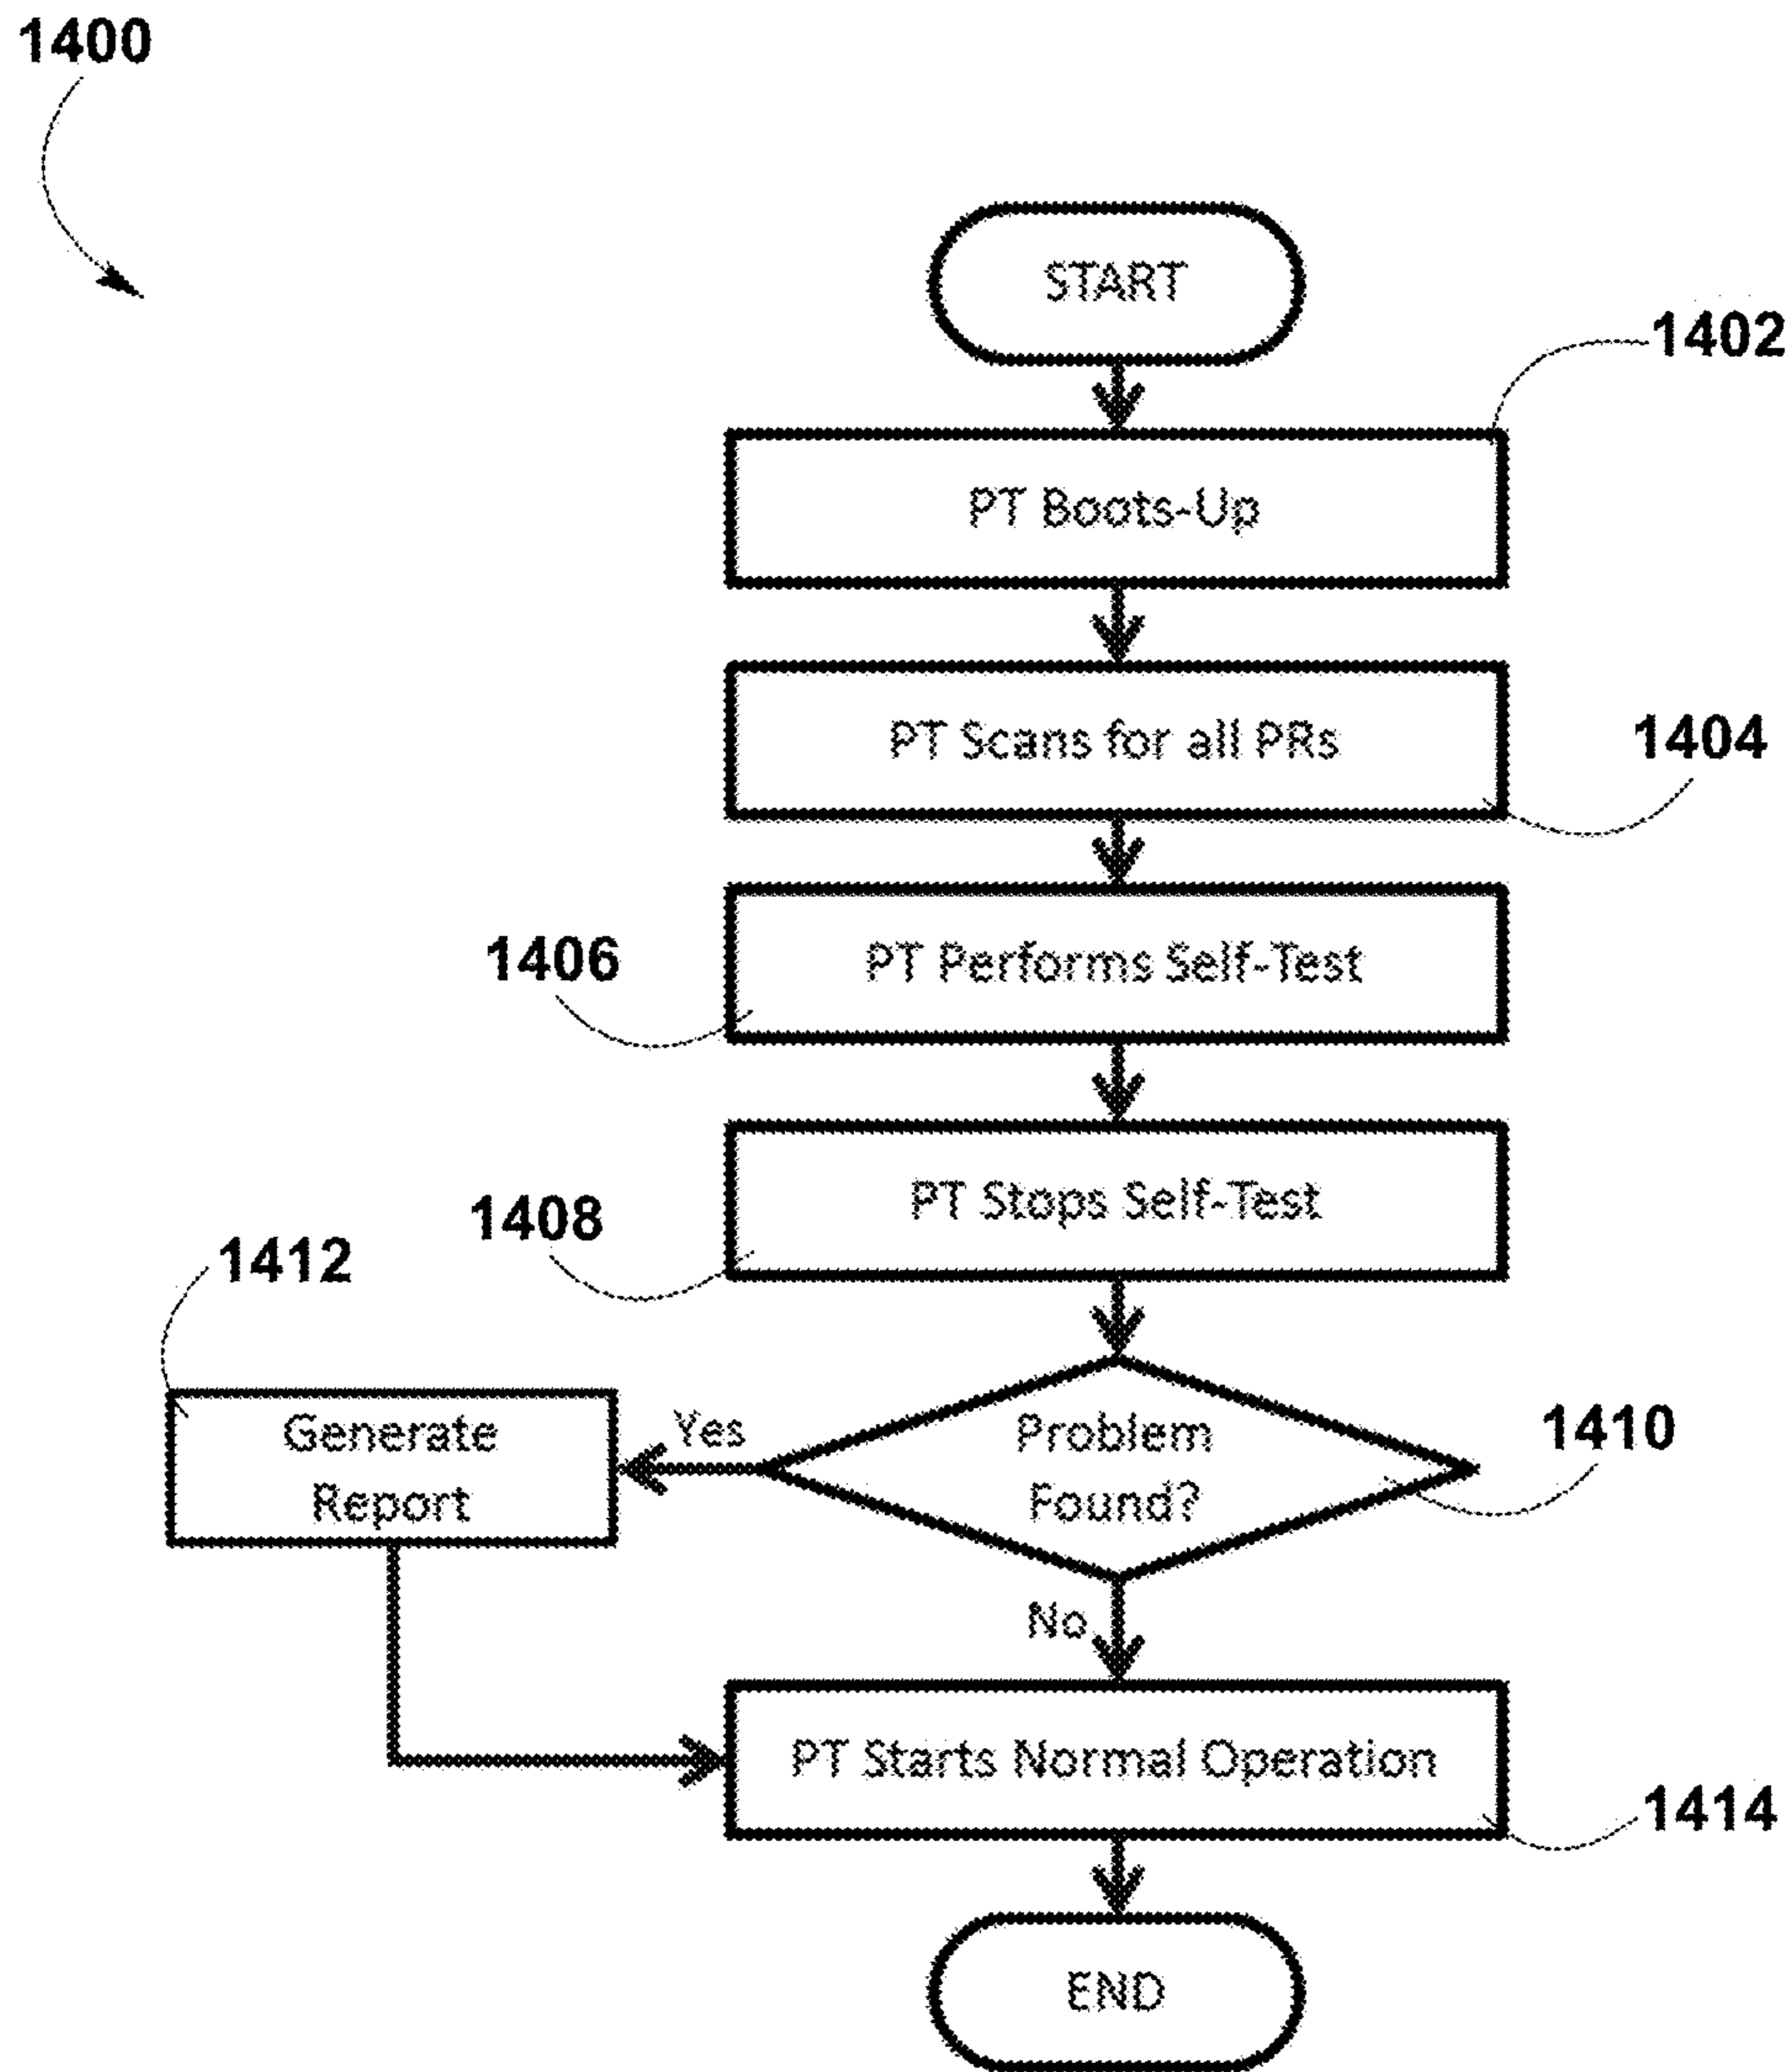 1400
START
1402
PT Boots-Up
PT Scans for all PRs
1404
PT Performs Self-Test
1406
PT Stops Self-Test
1408
1412
Generate
Report
Yes
Problem
Found?
1410
No
PT Starts Normal Operation
1414
END